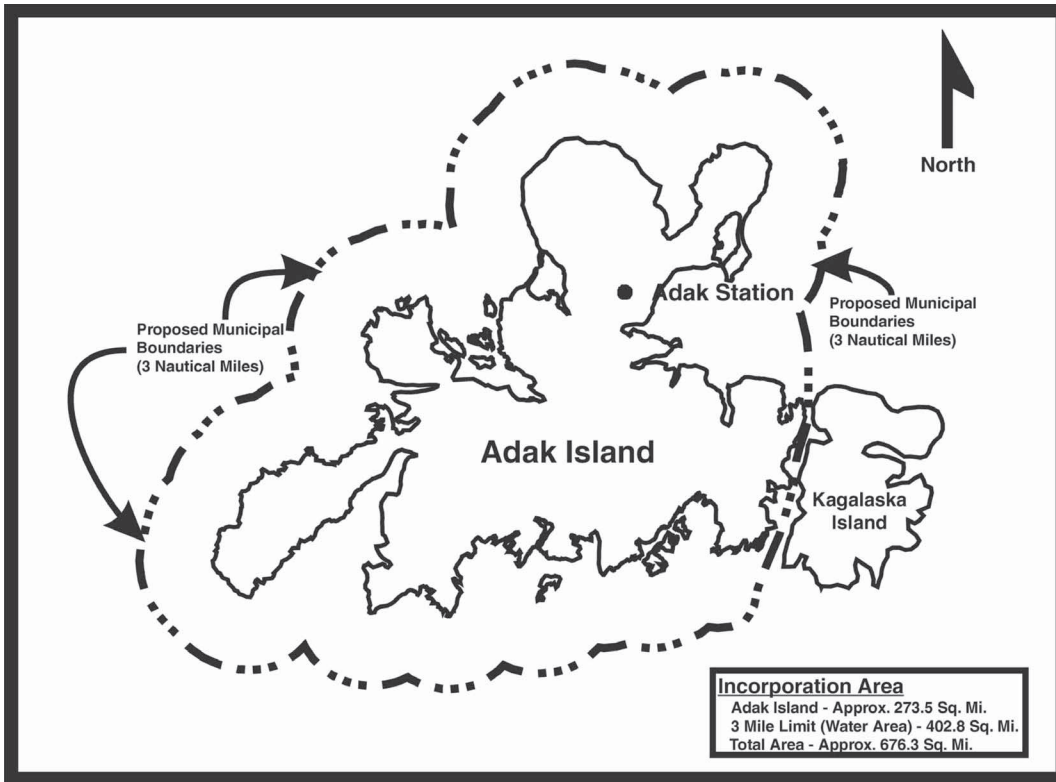 North
Adak Station
Proposed Municipal
Boundaries
(3 Nautical Miles)
Proposed Municipal
Boundaries
(3 Nautical Miles)
Adak Island
Kagalaska
Island
Incorporation Area
Adak Island - Approx. 273.5 Sq. Mi.
3 Mile Limit (Water Area) - 402.8 Sq. Mi.
Total Area - Approx. 676.3 Sq. Mi.